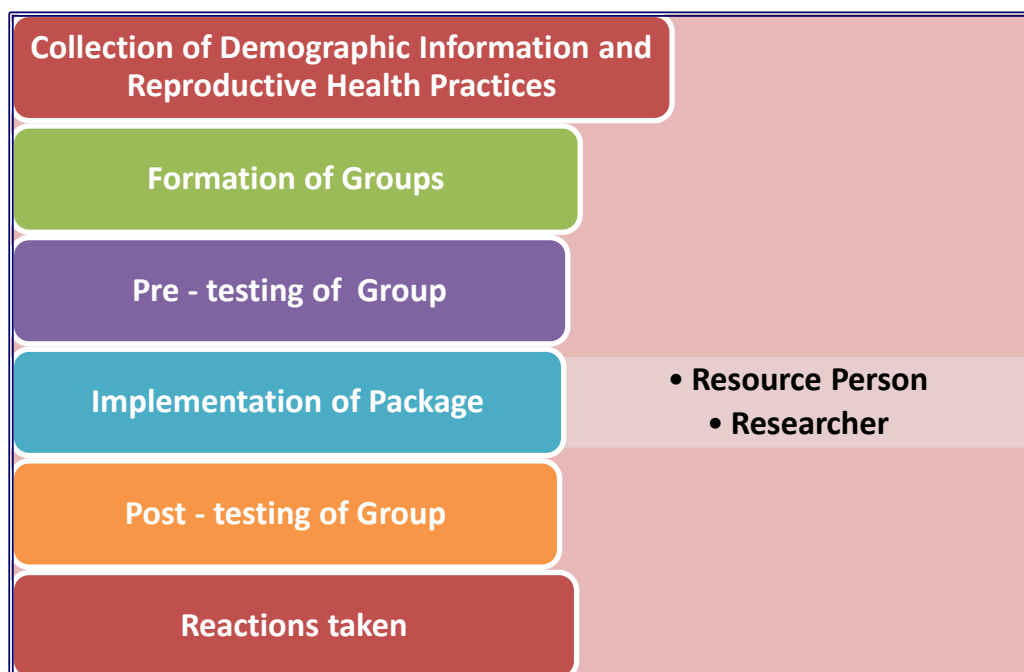 Collection of Demographic Information and
Reproductive Health Practices
Formation of Groups
Pre - testing of  Group
Implementation of Package
• Resource Person
• Researcher
Post - testing of Group
Reactions taken